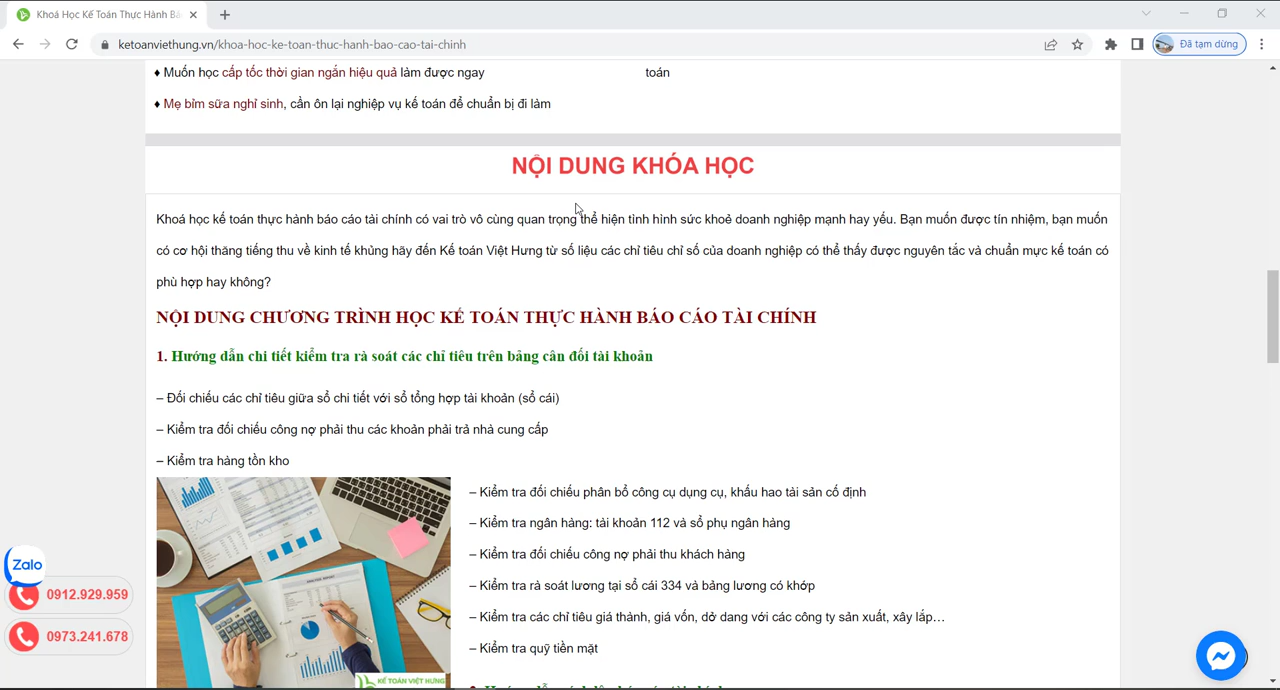 Khoá Học Kế Toán Thực Hành Bá
ketoanviethung.vn/khoa-hoc-ke-toan-thuc-hanh-bao-cao-tai-chinh
Đã tạm dừng
♦ Muốn học cấp tốc thời gian ngắn hiệu quả làm được ngay
toán
♦ Mẹ bỉm sữa nghỉ sinh, cần ôn lại nghiệp vụ kế toán để chuẩn bị đi làm
NỘI DUNG KHÓA HỌC
Khoá học kế toán thực hành báo cáo tài chính có vai trò vô cùng quan trọng thể hiện tình hình sức khoẻ doanh nghiệp mạnh hay yếu. Bạn muốn được tín nhiệm, bạn muốn
có cơ hội thăng tiếng thu về kinh tế khủng hãy đến Kế toán Việt Hưng từ số liệu các chỉ tiêu chỉ số của doanh nghiệp có thể thấy được nguyên tắc và chuẩn mực kế toán có
phù hợp hay không?
NỘI DUNG CHƯƠNG TRÌNH HỌC KẾ TOÁN THỰC HÀNH BÁO CÁO TÀI CHÍNH
1. Hướng dẫn chi tiết kiểm tra rà soát các chỉ tiêu trên bảng cân đối tài khoản
– Đối chiếu các chỉ tiêu giữa sổ chi tiết với sổ tổng hợp tài khoản (sổ cái)
– Kiểm tra đối chiếu công nợ phải thu các khoản phải trả nhà cung cấp
– Kiểm tra hàng tồn kho
– Kiểm tra đối chiếu phân bổ công cụ dụng cụ, khấu hao tài sản cố định
– Kiểm tra ngân hàng: tài khoản 112 và sổ phụ ngân hàng
– Kiểm tra đối chiếu công nợ phải thu khách hàng
– Kiểm tra rà soát lương tại sổ cái 334 và bảng lương có khớp
– Kiểm tra các chỉ tiêu giá thành, giá vốn, dở dang với các công ty sản xuất, xây lắp…
– Kiểm tra quỹ tiền mặt
KẾ TOÁN VIỆT HƯNG
Zalo
0912.929.959
0973.241.678